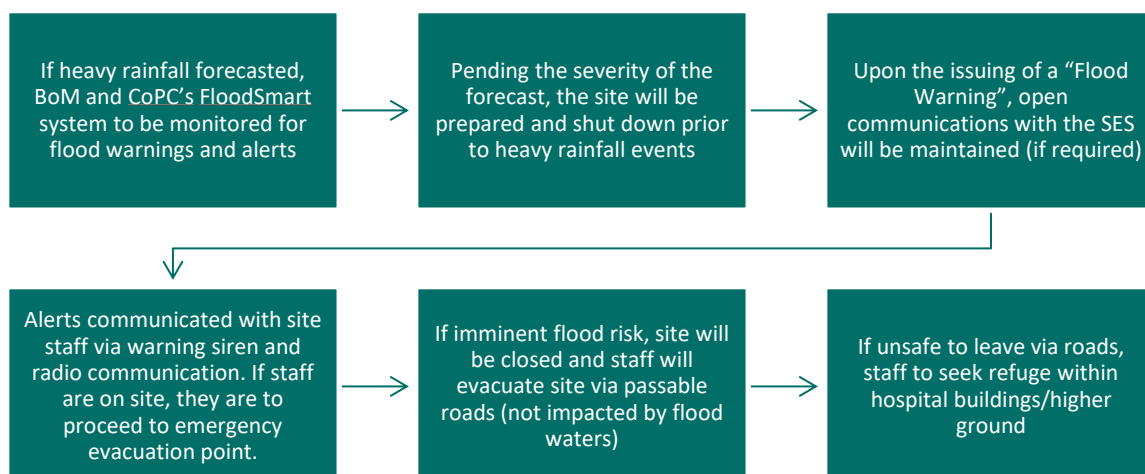 If heavy rainfall forecasted,
BoM and CoPC's FloodSmart
system to be monitored for
flood warnings and alerts
Pending the severity of the
forecast, the site will be
prepared and shut down prior
to heavy rainfall events
Upon the issuing of a “Flood
Warning”, open
communications with the SES
will be maintained (if required)
Alerts communicated with site
staff via warning siren and
radio communication. If staff
are on site, they are to
proceed to emergency
evacuation point.
If imminent flood risk, site will
be closed and staff will
evacuate site via passable
roads (not impacted by flood
waters)
If unsafe to leave via roads,
staff to seek refuge within
hospital buildings/higher
ground